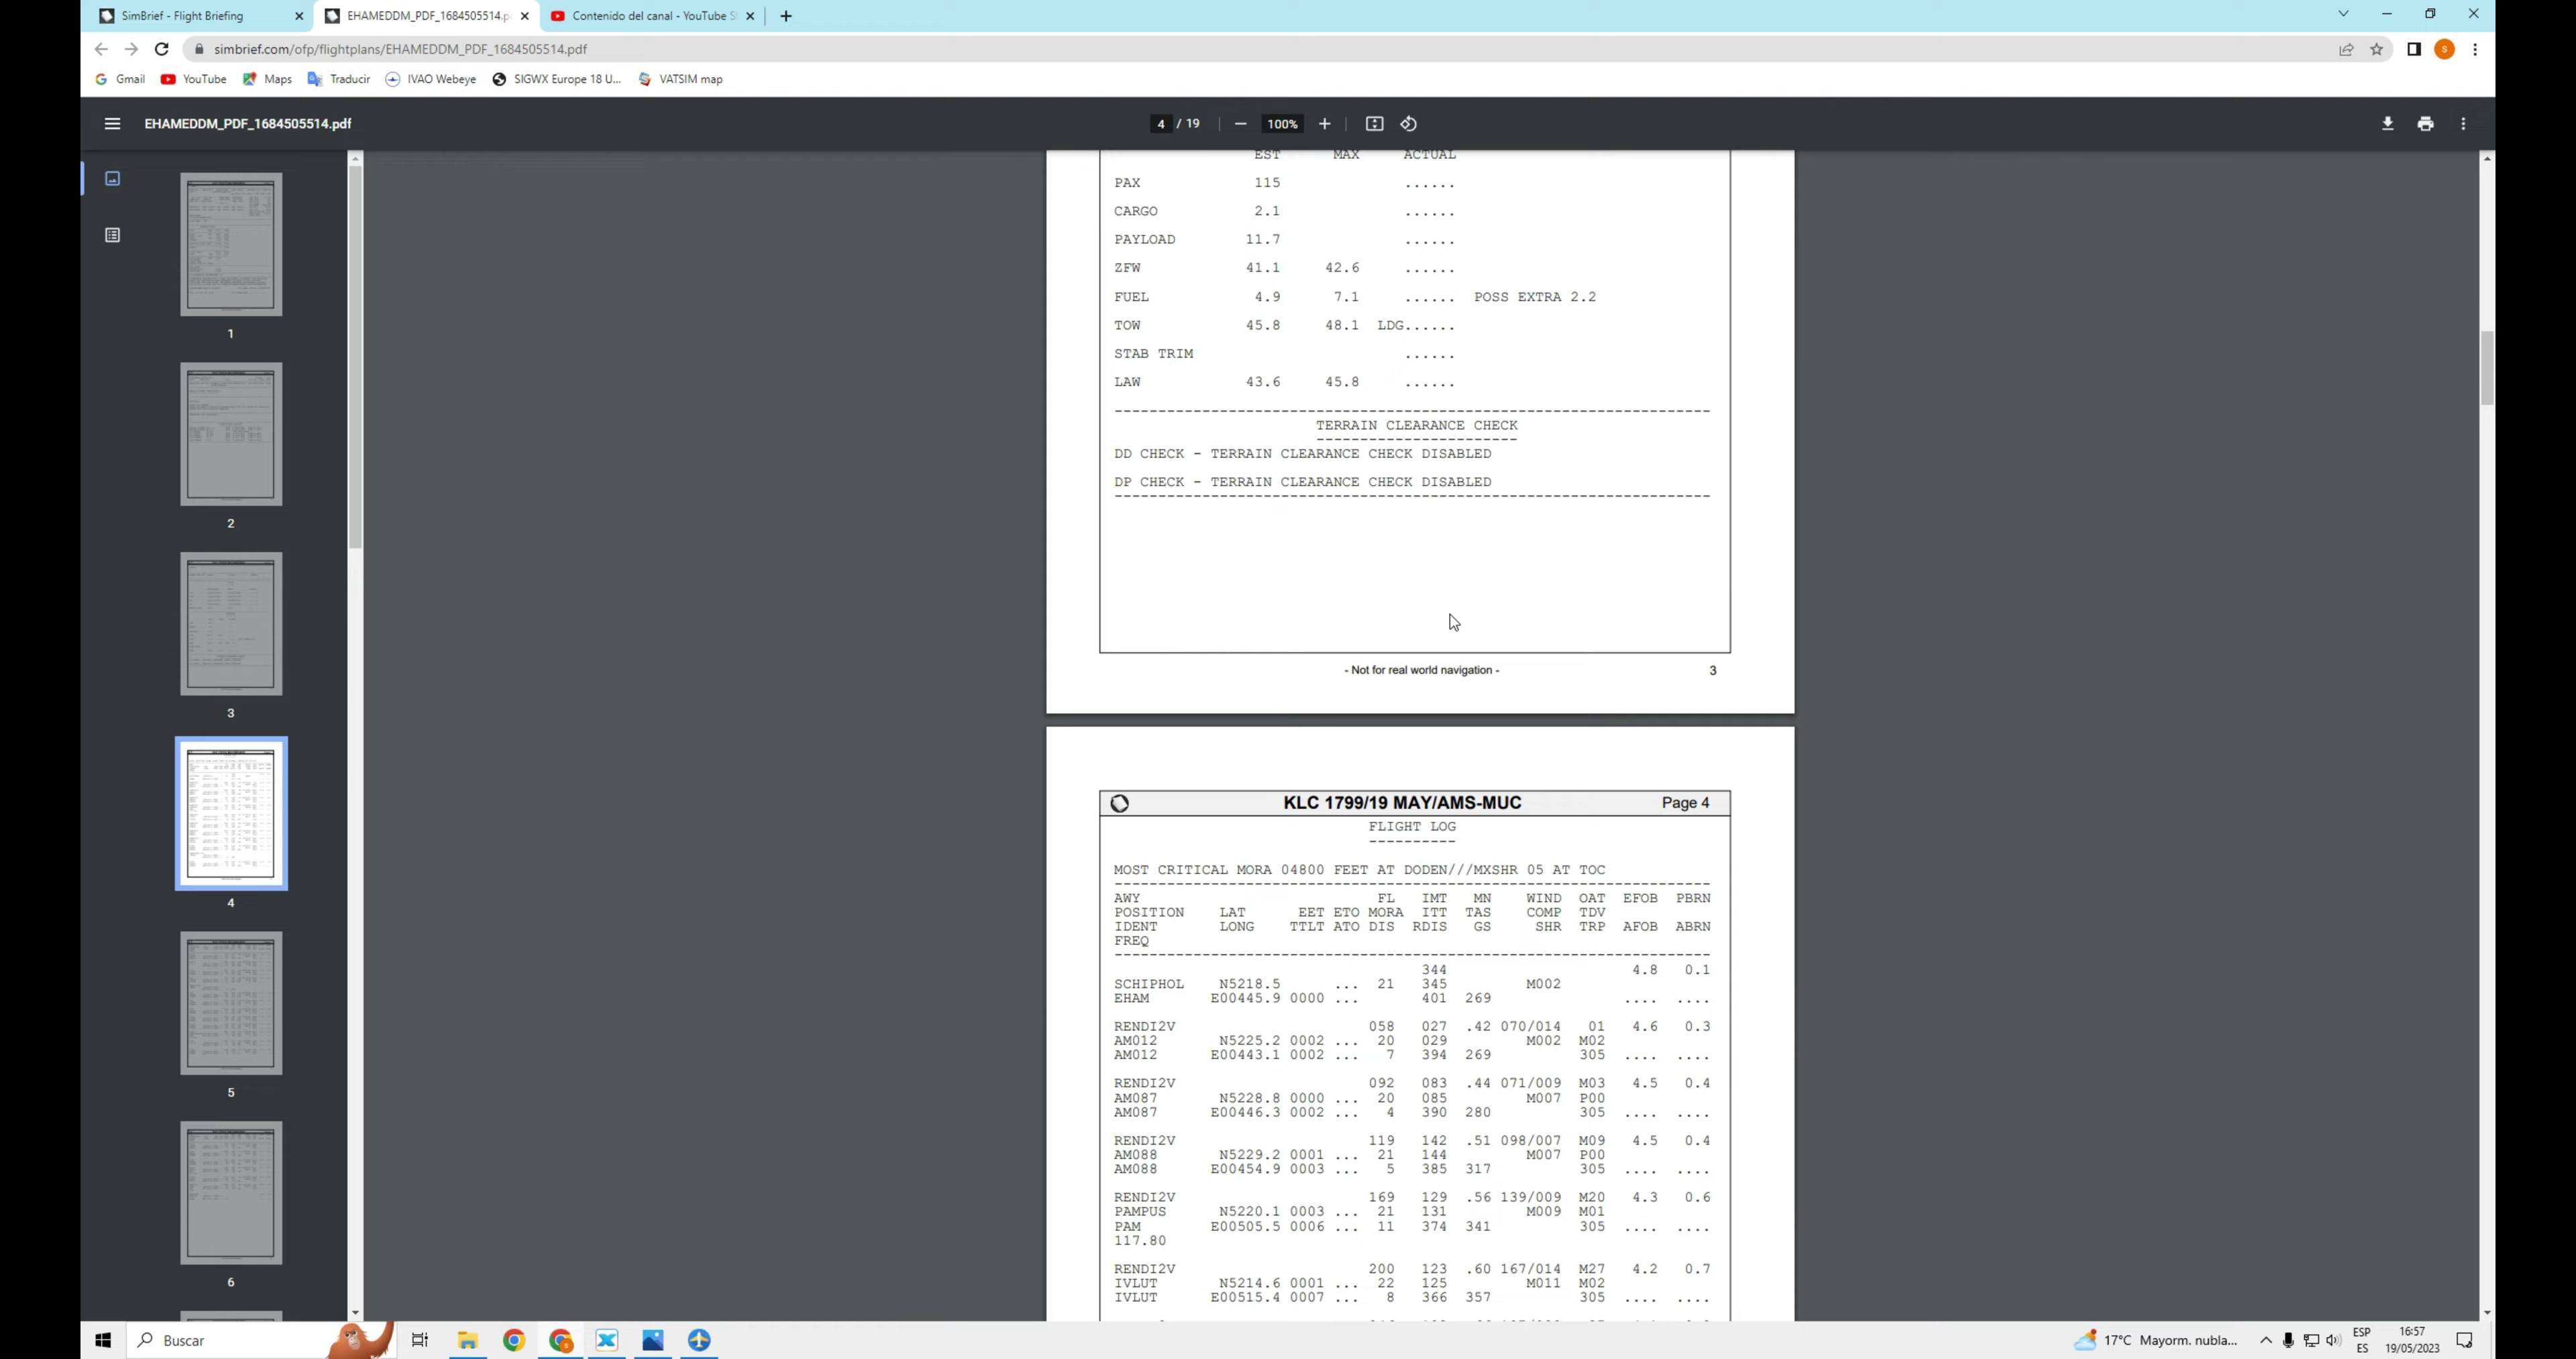 SimBrief - Flight Briefing
EHAMEDDM_PDF_1684505514.p
Contenido del canal - YouTube S
simbrief.com/ofp/flightplans/EHAMEDDM_PDF_1684505514.pdf
S
Gmail YouTube Maps Traducir IVAO Webeye SIGWX Europe 18 U... VATSIM map
EHAMEDDM_PDF_1684505514.pdf
4 / 19 100%
1
2
3
4
5
6
EST MAX ACTUAL
PAX 115 ......
CARGO 2.1 ......
PAYLOAD 11.7 ......
ZFW 41.1 42.6 ......
FUEL 4.9 7.1 ...... POSS EXTRA 2.2
TOW 45.8 48.1 LDG......
STAB TRIM ......
LAW 43.6 45.8 ......
--------------------------------------------------------------------
TERRAIN CLEARANCE CHECK
-----------------------
DD CHECK - TERRAIN CLEARANCE CHECK DISABLED
DP CHECK - TERRAIN CLEARANCE CHECK DISABLED
--------------------------------------------------------------------
- Not for real world navigation - 3
KLC 1799/19 MAY/AMS-MUC Page 4
FLIGHT LOG
----------
MOST CRITICAL MORA 04800 FEET AT DODEN///MXSHR 05 AT TOC
--------------------------------------------------------------------
AWY FL IMT MN WIND OAT EFOB PBRN
POSITION LAT EET ETO MORA ITT TAS COMP TDV
IDENT LONG TTLT ATO DIS RDIS GS SHR TRP AFOB ABRN
FREQ
--------------------------------------------------------------------
344 4.8 0.1
SCHIPHOL N5218.5 ... 21 345 M002
EHAM E00445.9 0000 ... 401 269 .... ....
RENDI2V 058 027 .42 070/014 01 4.6 0.3
AM012 N5225.2 0002 ... 20 029 M002 M02
AM012 E00443.1 0002 ... 7 394 269 305 .... ....
RENDI2V 092 083 .44 071/009 M03 4.5 0.4
AM087 N5228.8 0000 ... 20 085 M007 P00
AM087 E00446.3 0002 ... 4 390 280 305 .... ....
RENDI2V 119 142 .51 098/007 M09 4.5 0.4
AM088 N5229.2 0001 ... 21 144 M007 P00
AM088 E00454.9 0003 ... 5 385 317 305 .... ....
RENDI2V 169 129 .56 139/009 M20 4.3 0.6
PAMPUS N5220.1 0003 ... 21 131 M009 M01
PAM E00505.5 0006 ... 11 374 341 305 .... ....
117.80
RENDI2V 200 123 .60 167/014 M27 4.2 0.7
IVLUT N5214.6 0001 ... 22 125 M011 M02
IVLUT E00515.4 0007 ... 8 366 357 305 .... ....
Buscar
17°C Mayorm. nubla...
ESP
ES
16:57
19/05/2023